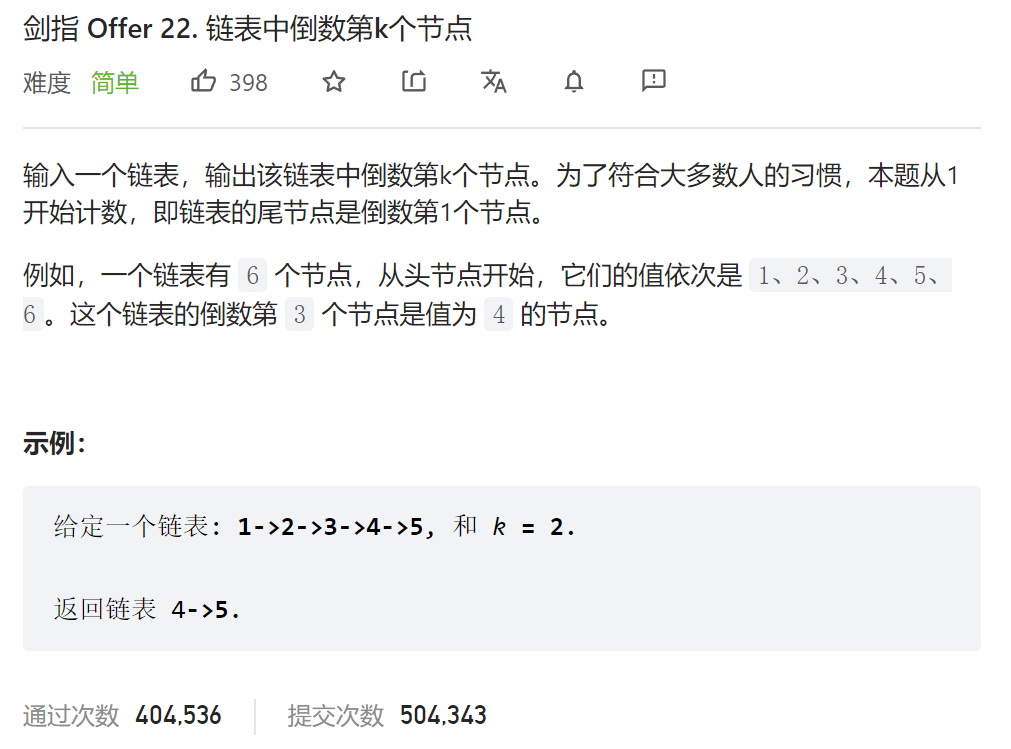 剑指 Offer 22. 链表中倒数第k个节点
难度 简单 398
输入一个链表，输出该链表中倒数第k个节点。为了符合大多数人的习惯，本题从1
开始计数，即链表的尾节点是倒数第1个节点。
例如，一个链表有 6 个节点，从头节点开始，它们的值依次是 1、2、3、4、5、
6。这个链表的倒数第 3 个节点是值为 4 的节点。
示例：
给定一个链表: 1->2->3->4->5, 和 k = 2.
返回链表 4->5.
通过次数 404,536 提交次数 504,343